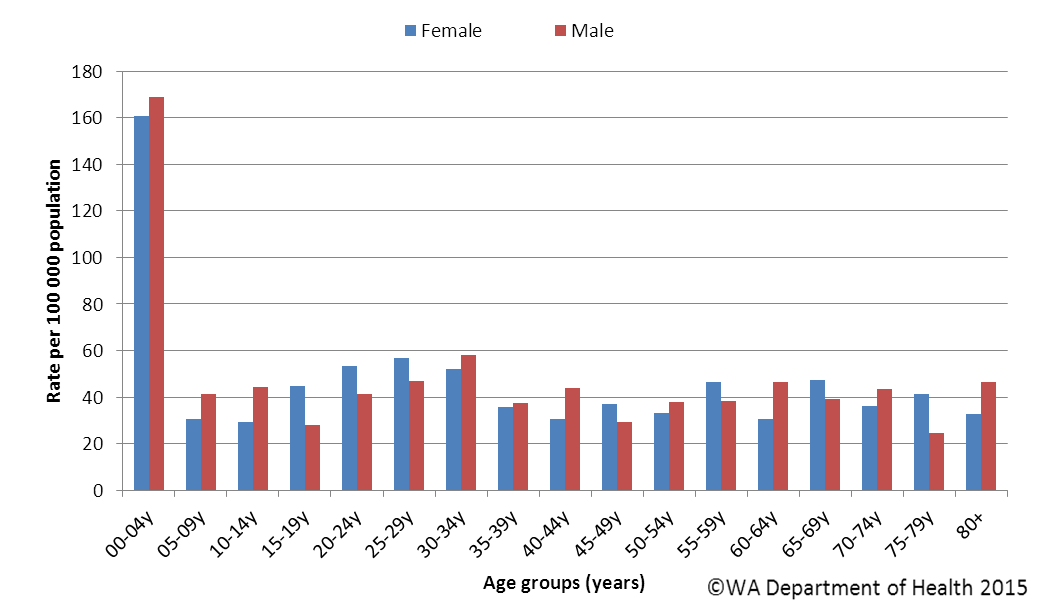 Female
Male
180
160
140
120
100
80
60
40
20
0
Rate per 100 000 population
00-04y
05-09y
10-14y
15-19y
20-24y
25-29y
30-34y
35-39y
40-44y
45-49y
50-54y
55-59y
60-64y
65-69y
70-74y
75-79y
80+
Age groups (years)
©WA Department of Health 2015